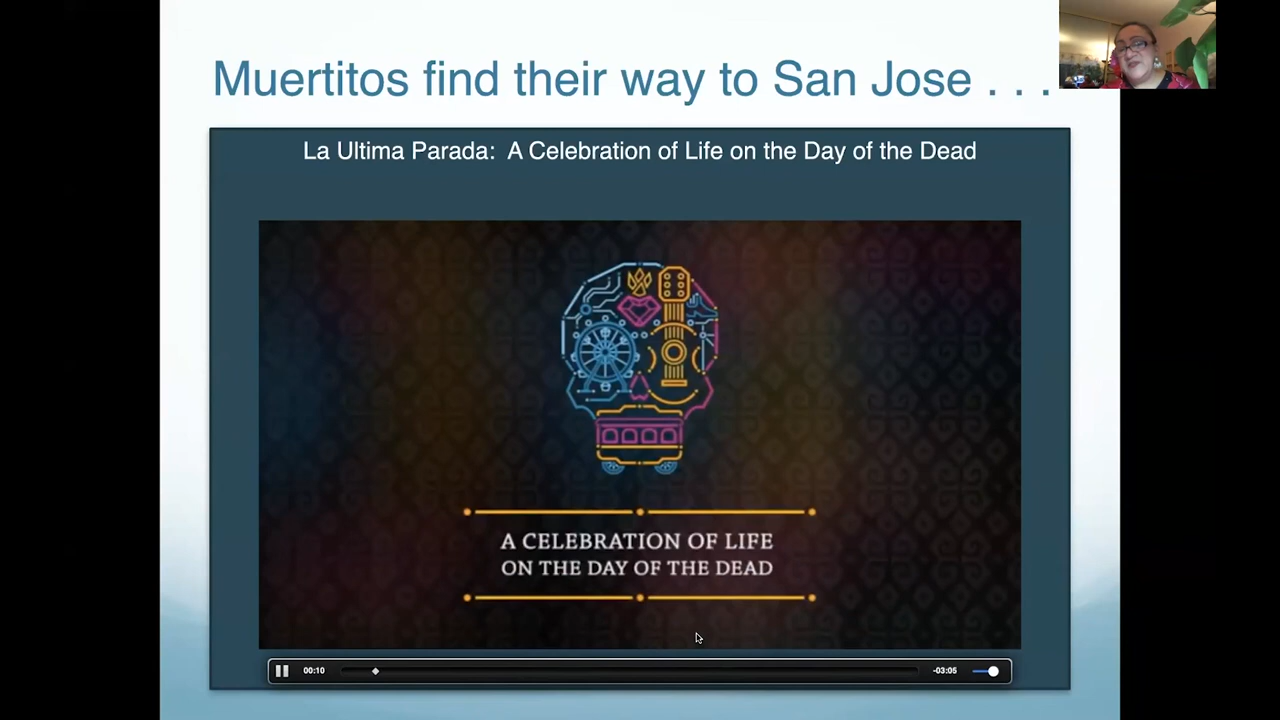 Muertitos find their way to San Jose . . .
La Ultima Parada:  A Celebration of Life on the Day of the Dead
A CELEBRATION OF LIFE
ON THE DAY OF THE DEAD
00:10
-03:05